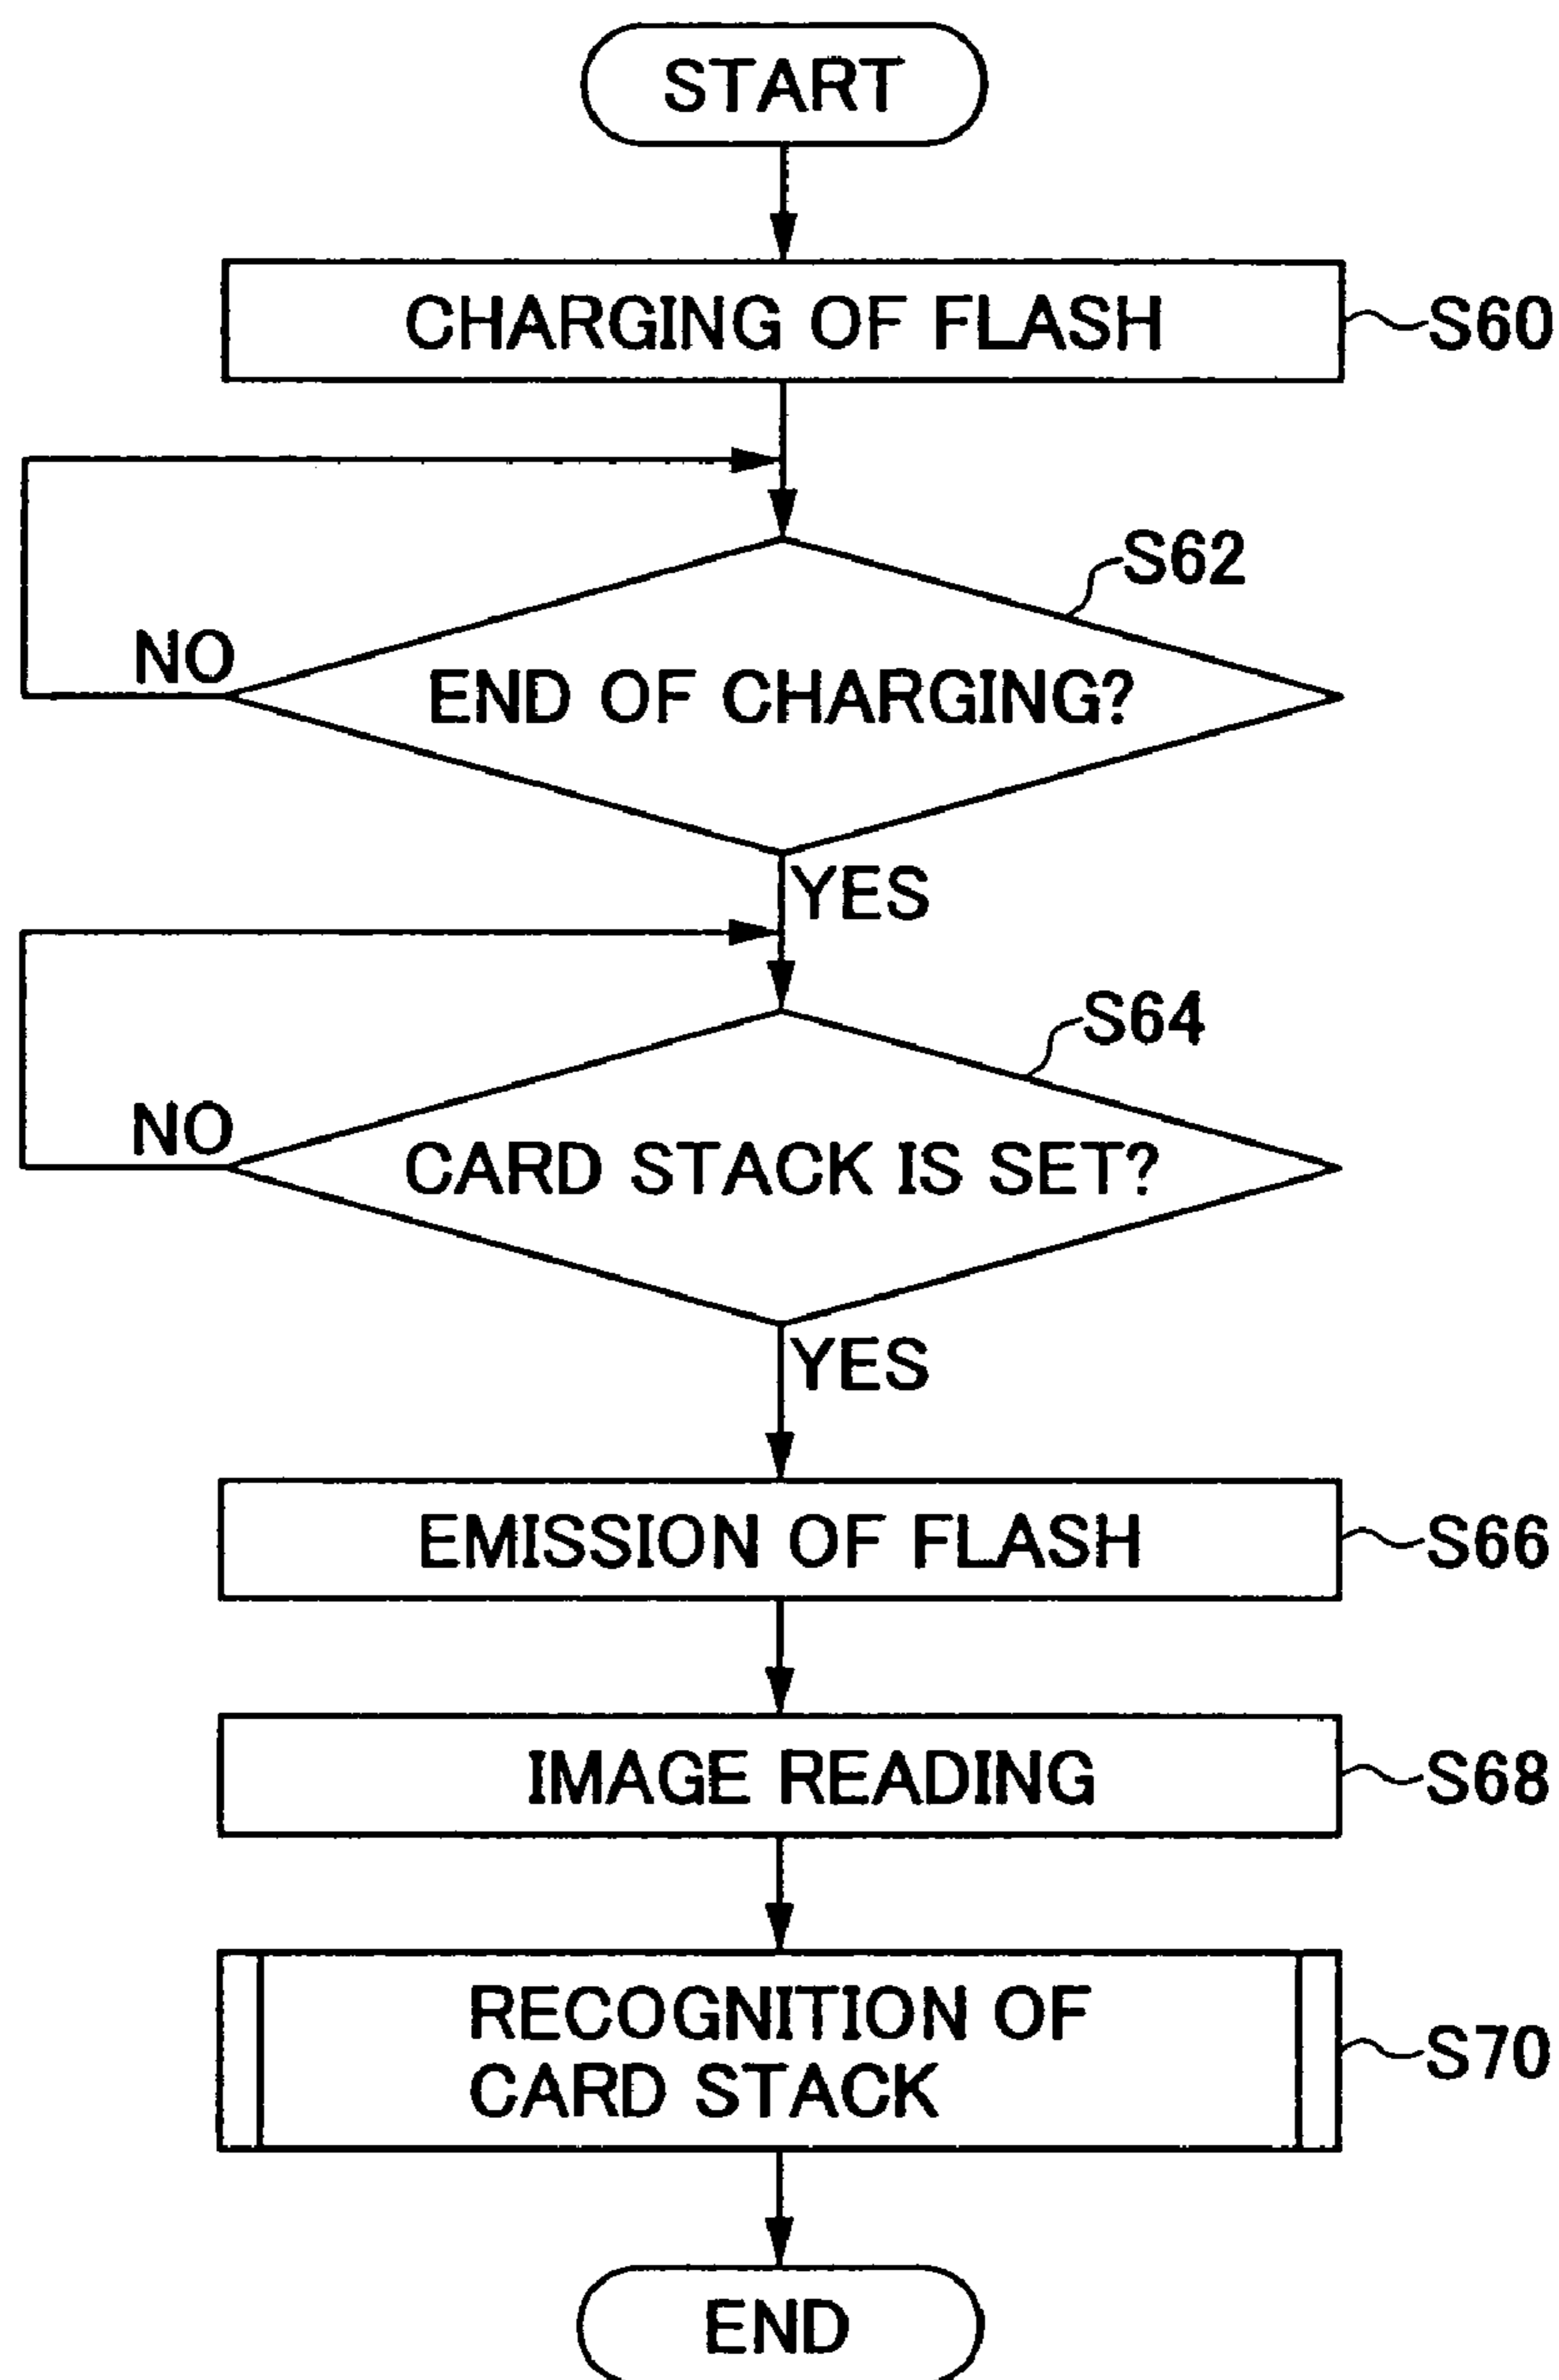 START
CHARGING OF FLASH
S60
S62
NO
END OF CHARGING?
YES
S64
NO
CARD STACK IS SET?
YES
EMISSION OF FLASH
S66
IMAGE READING
S68
RECOGNITION OF
CARD STACK
S70
END